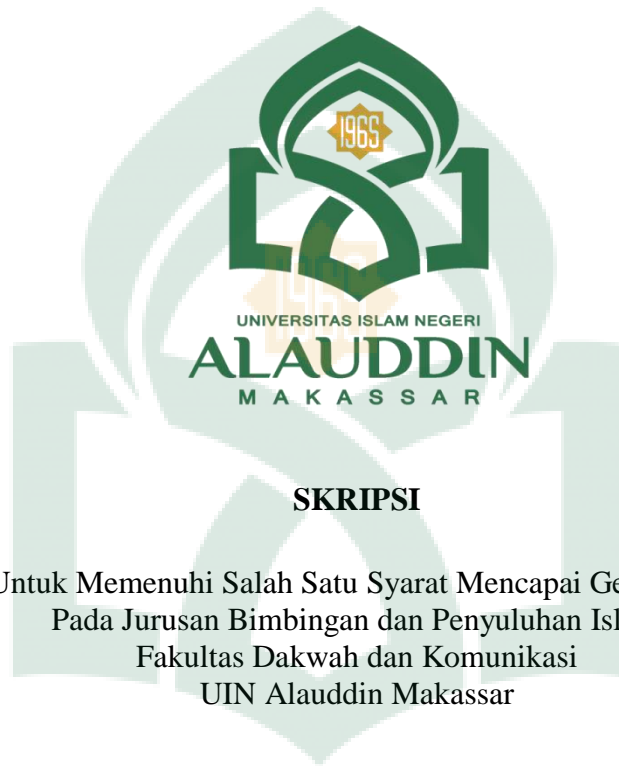 1965
UNIVERSITAS ISLAM NEGERI
ALAUDDIN
MAKASSAR
SKRIPSI
Untuk Memenuhi Salah Satu Syarat Mencapai Ge
Pada Jurusan Bimbingan dan Penyuluhan Isl
Fakultas Dakwah dan Komunikasi
UIN Alauddin Makassar